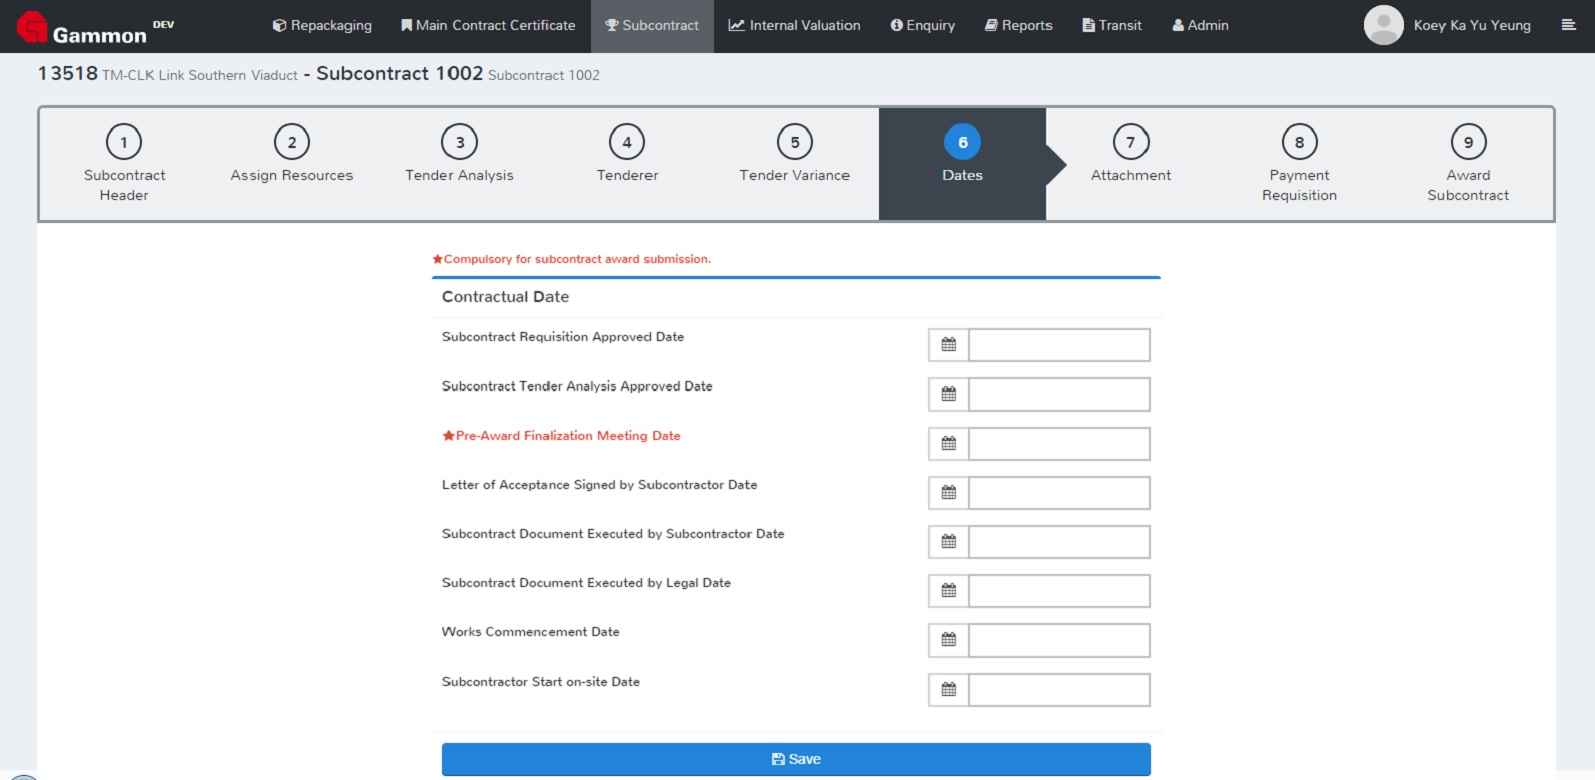 Gammon DEV Repackaging Main Contract Certificate Subcontract Internal Valuation Enquiry Reports Transit Admin Koey Ka Yu Yeung
13518 TM-CLK Link Southern Viaduct - Subcontract 1002 Subcontract 1002
1 2 3 4 5 6 7 8 9
Subcontract Header
Assign Resources
Tender Analysis
Tenderer
Tender Variance
Dates
Attachment
Payment Requisition
Award Subcontract
★Compulsory for subcontract award submission.
Contractual Date
Subcontract Requisition Approved Date
Subcontract Tender Analysis Approved Date
★Pre-Award Finalization Meeting Date
Letter of Acceptance Signed by Subcontractor Date
Subcontract Document Executed by Subcontractor Date
Subcontract Document Executed by Legal Date
Works Commencement Date
Subcontractor Start on-site Date
Save